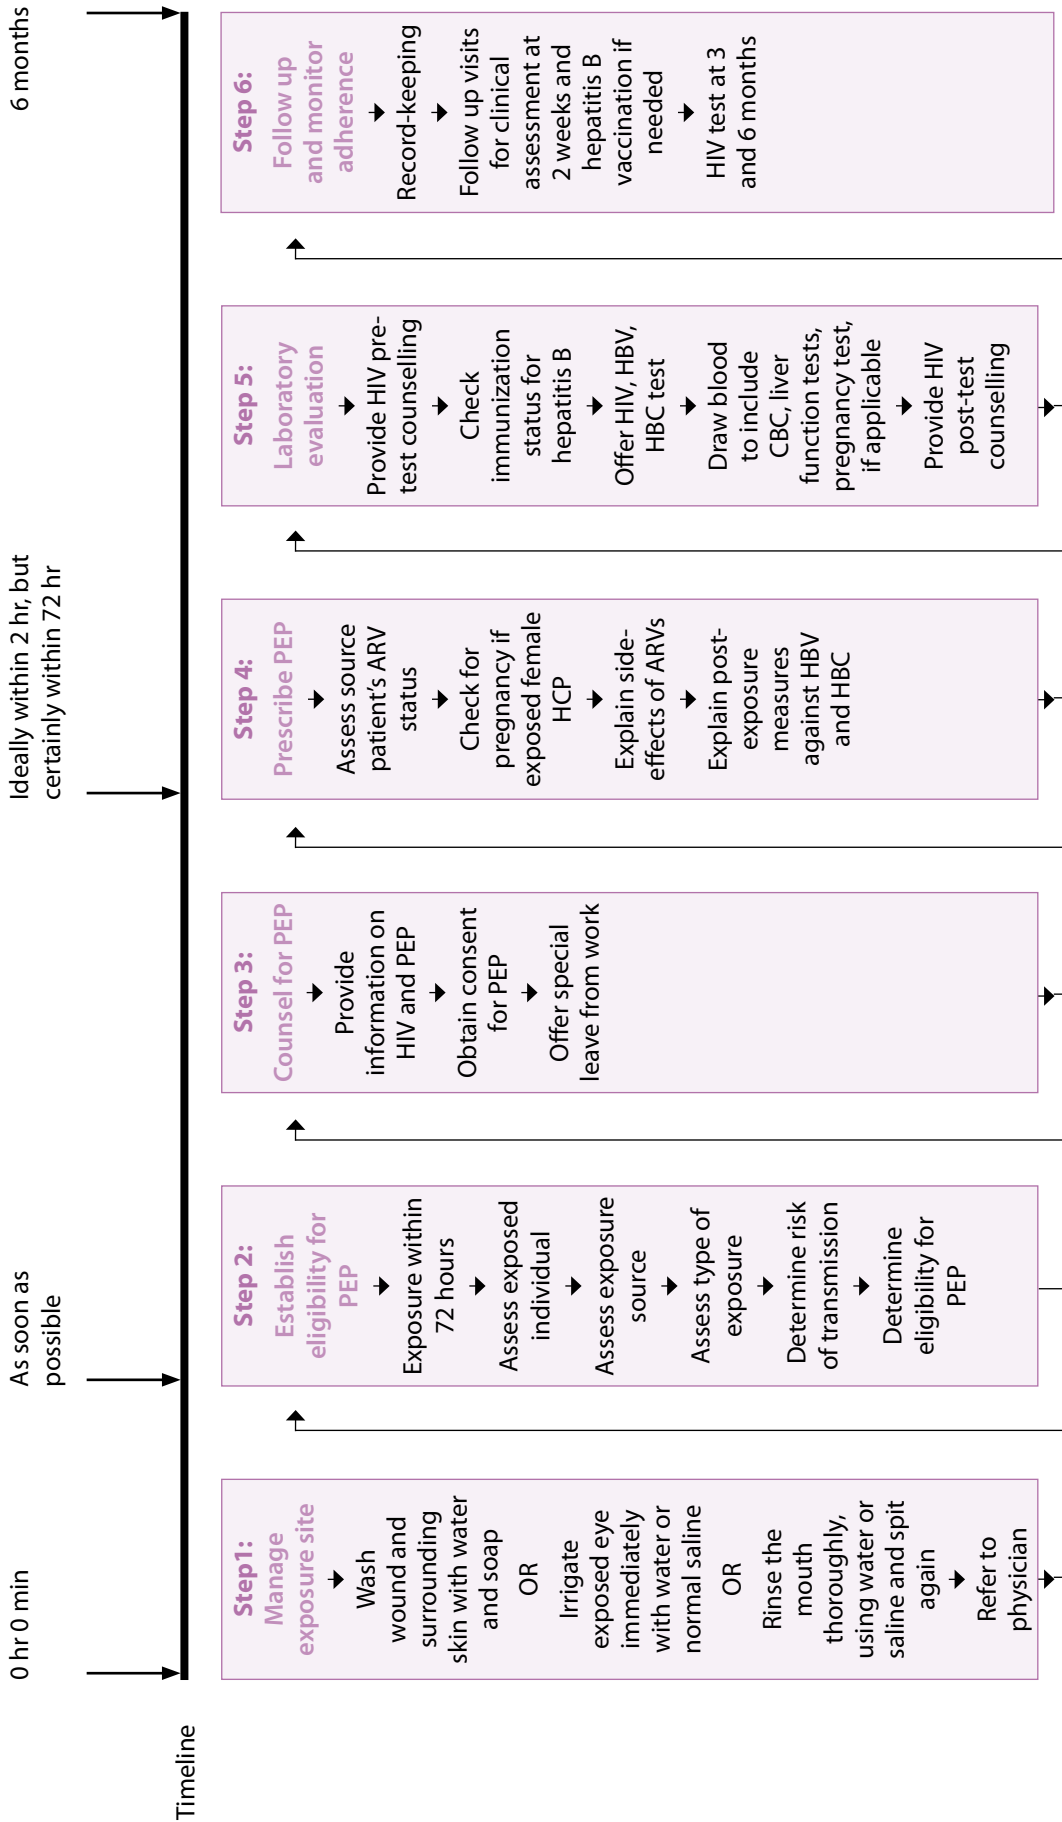 0 hr 0 min
As soon as
possible
Ideally within 2 hr, but
certainly within 72 hr
6 months
Timeline
Step1:
Manage
exposure site
Wash
wound and
surrounding
skin with water
and soap
OR
Irrigate
exposed eye
immediately
with water or
normal saline
OR
Rinse the
mouth
thoroughly,
using water or
saline and spit
again
Refer to
physician
Step 2:
Establish
eligibility for
PEP
Exposure within
72 hours
Assess exposed
individual
Assess exposure
source
Assess type of
exposure
Determine risk
of transmission
Determine
eligibility for
PEP
Step 3:
Counsel for PEP
Provide
information on
HIV and PEP
Obtain consent
for PEP
Offer special
leave from work
Step 4:
Prescribe PEP
Assess source
patient's ARV
status
Check for
pregnancy if
exposed female
HCP
Explain side-
effects of ARVs
Explain post-
exposure
measures
against HBV
and HBC
Step 5:
Laboratory
evaluation
Provide HIV pre-
test counselling
Check
immunization
status for
hepatitis B
Offer HIV, HBV,
HBC test
Draw blood
to include
CBC, liver
function tests,
pregnancy test,
if applicable
Provide HIV
post-test
counselling
Step 6:
Follow up
and monitor
adherence
Record-keeping
Follow up visits
for clinical
assessment at
2 weeks and
hepatitis B
vaccination if
needed
HIV test at 3
and 6 months